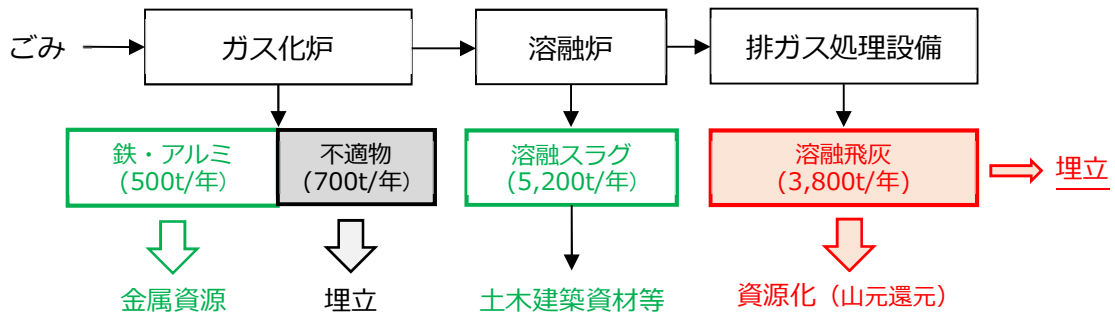 ごみ
ガス化炉
溶融炉
排ガス処理設備
鉄・アルミ
(500t/年)
不適物
(700t/年)
溶融スラグ
(5,200t/年)
溶融飛灰
(3,800t/年)
埋立
金属資源
埋立
土木建築資材等
資源化（山元還元）